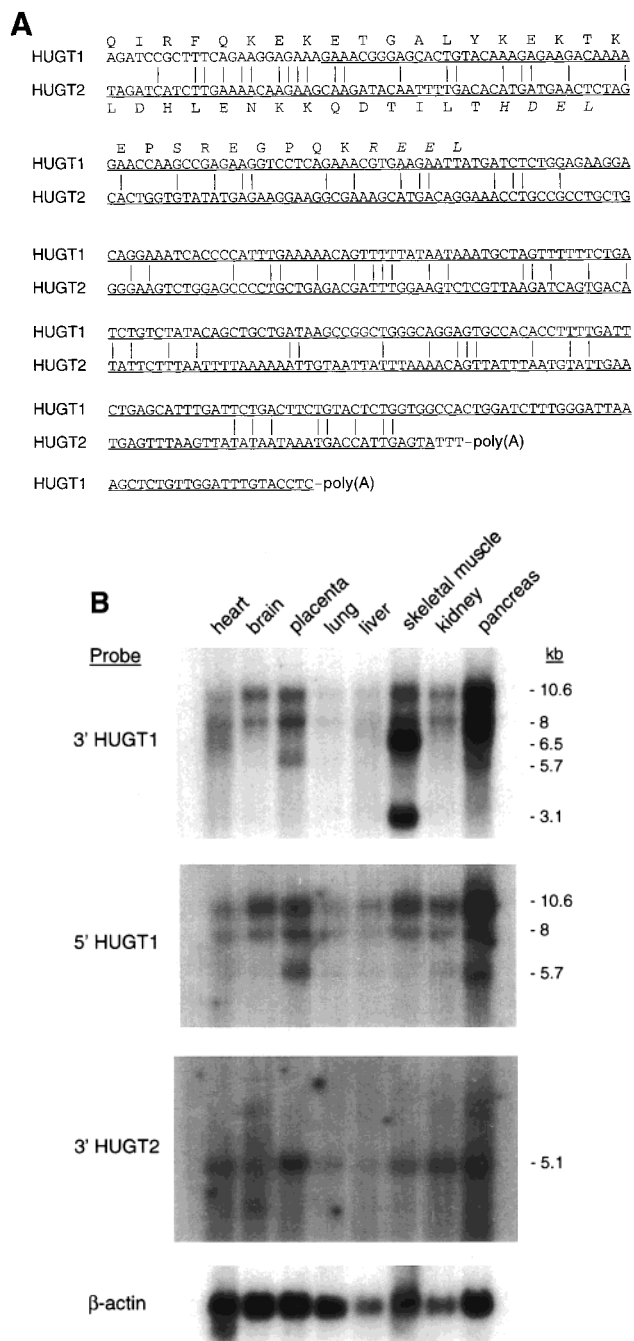 A
Q I R F Q K E K E T G A L Y K E K T K
HUGT1 AGATCCGCTTTCAGAAGGAGAAAGAAACGGGAGCACTGTACAAAGAGAAGACAAAA
HUGT2 TAGATCATCTTGAAAACAAGAAGCAAGATACAATTTTGACACATGATGAACTCTAG
L D H L E N K K Q D T I L T H D E L
E P S R E G P Q K R E E L
HUGT1 GAACCAAGCCGAGAAGGTCCTCAGAAACGTGAAGAATTATGATCTCTGGAGAAGGA
HUGT2 CACTGGTGTATATGAGAAGGAAGGCGAAAGCATGACAGGAAACCTGCCGCCTGCTG
HUGT1 CAGGAAATCACCCCATTTGAAAAACAGTTTTTATAATAAATGCTAGTTTTTTCTGA
HUGT2 GGGAAGTCTGGAGCCCCTGCTGAGACGATTTTGGAAGTCTCGTTAAGATCAGTGACA
HUGT1 TCTGTCTATACAGCTGCTGATAAGCCGGCTGGGCAGGAGTGCCACACCTTTTGATT
HUGT2 TATTCTTTAATTTTAAAAAATTGTAATTATTTAAAACAGTTATTTAATGTATTGAA
HUGT1 CTGAGCATTTGATTCTGACTTCTGTACTCTGGTGGCCACTGGATCTTTGGGATTAA
HUGT2 TGAGTTTAAGTTATATAATAAATGACCATTGAGTATTT-poly(A)
HUGT1 AGCTCTGTTGGATTTGTACCTC-poly(A)
B
heart brain placenta lung liver skeletal muscle kidney pancreas
Probe kb
3' HUGT1
- 10.6
- 8
- 6.5
- 5.7
- 3.1
5' HUGT1
- 10.6
- 8
- 5.7
3' HUGT2 - 5.1
β-actin